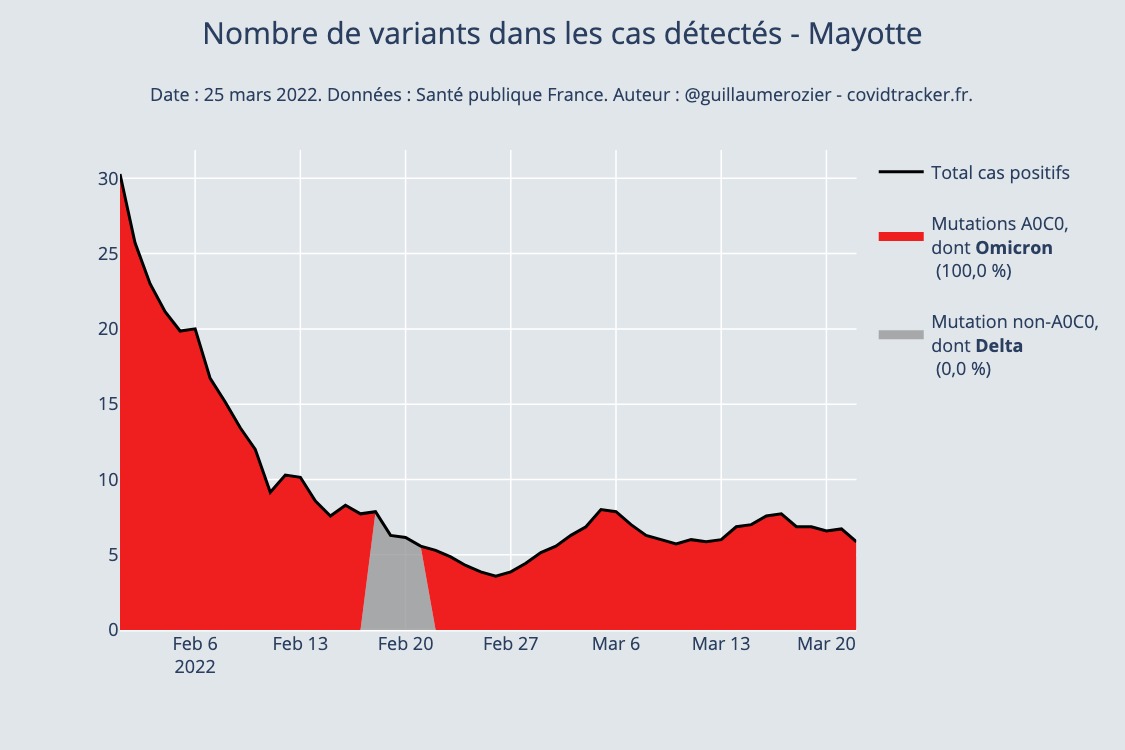 Nombre de variants dans les cas détectés - Mayotte
Date : 25 mars 2022. Données : Santé publique France. Auteur : @guillaumerozier - covidtracker.fr.
30
25
20
15
10
5
0
Feb 6
2022
Feb 13
Feb 20
Feb 27
Mar 6
Mar 13
Mar 20
Total cas positifs
Mutations A0C0,
dont Omicron
(100,0 %)
Mutation non-A0C0,
dont Delta
(0,0 %)